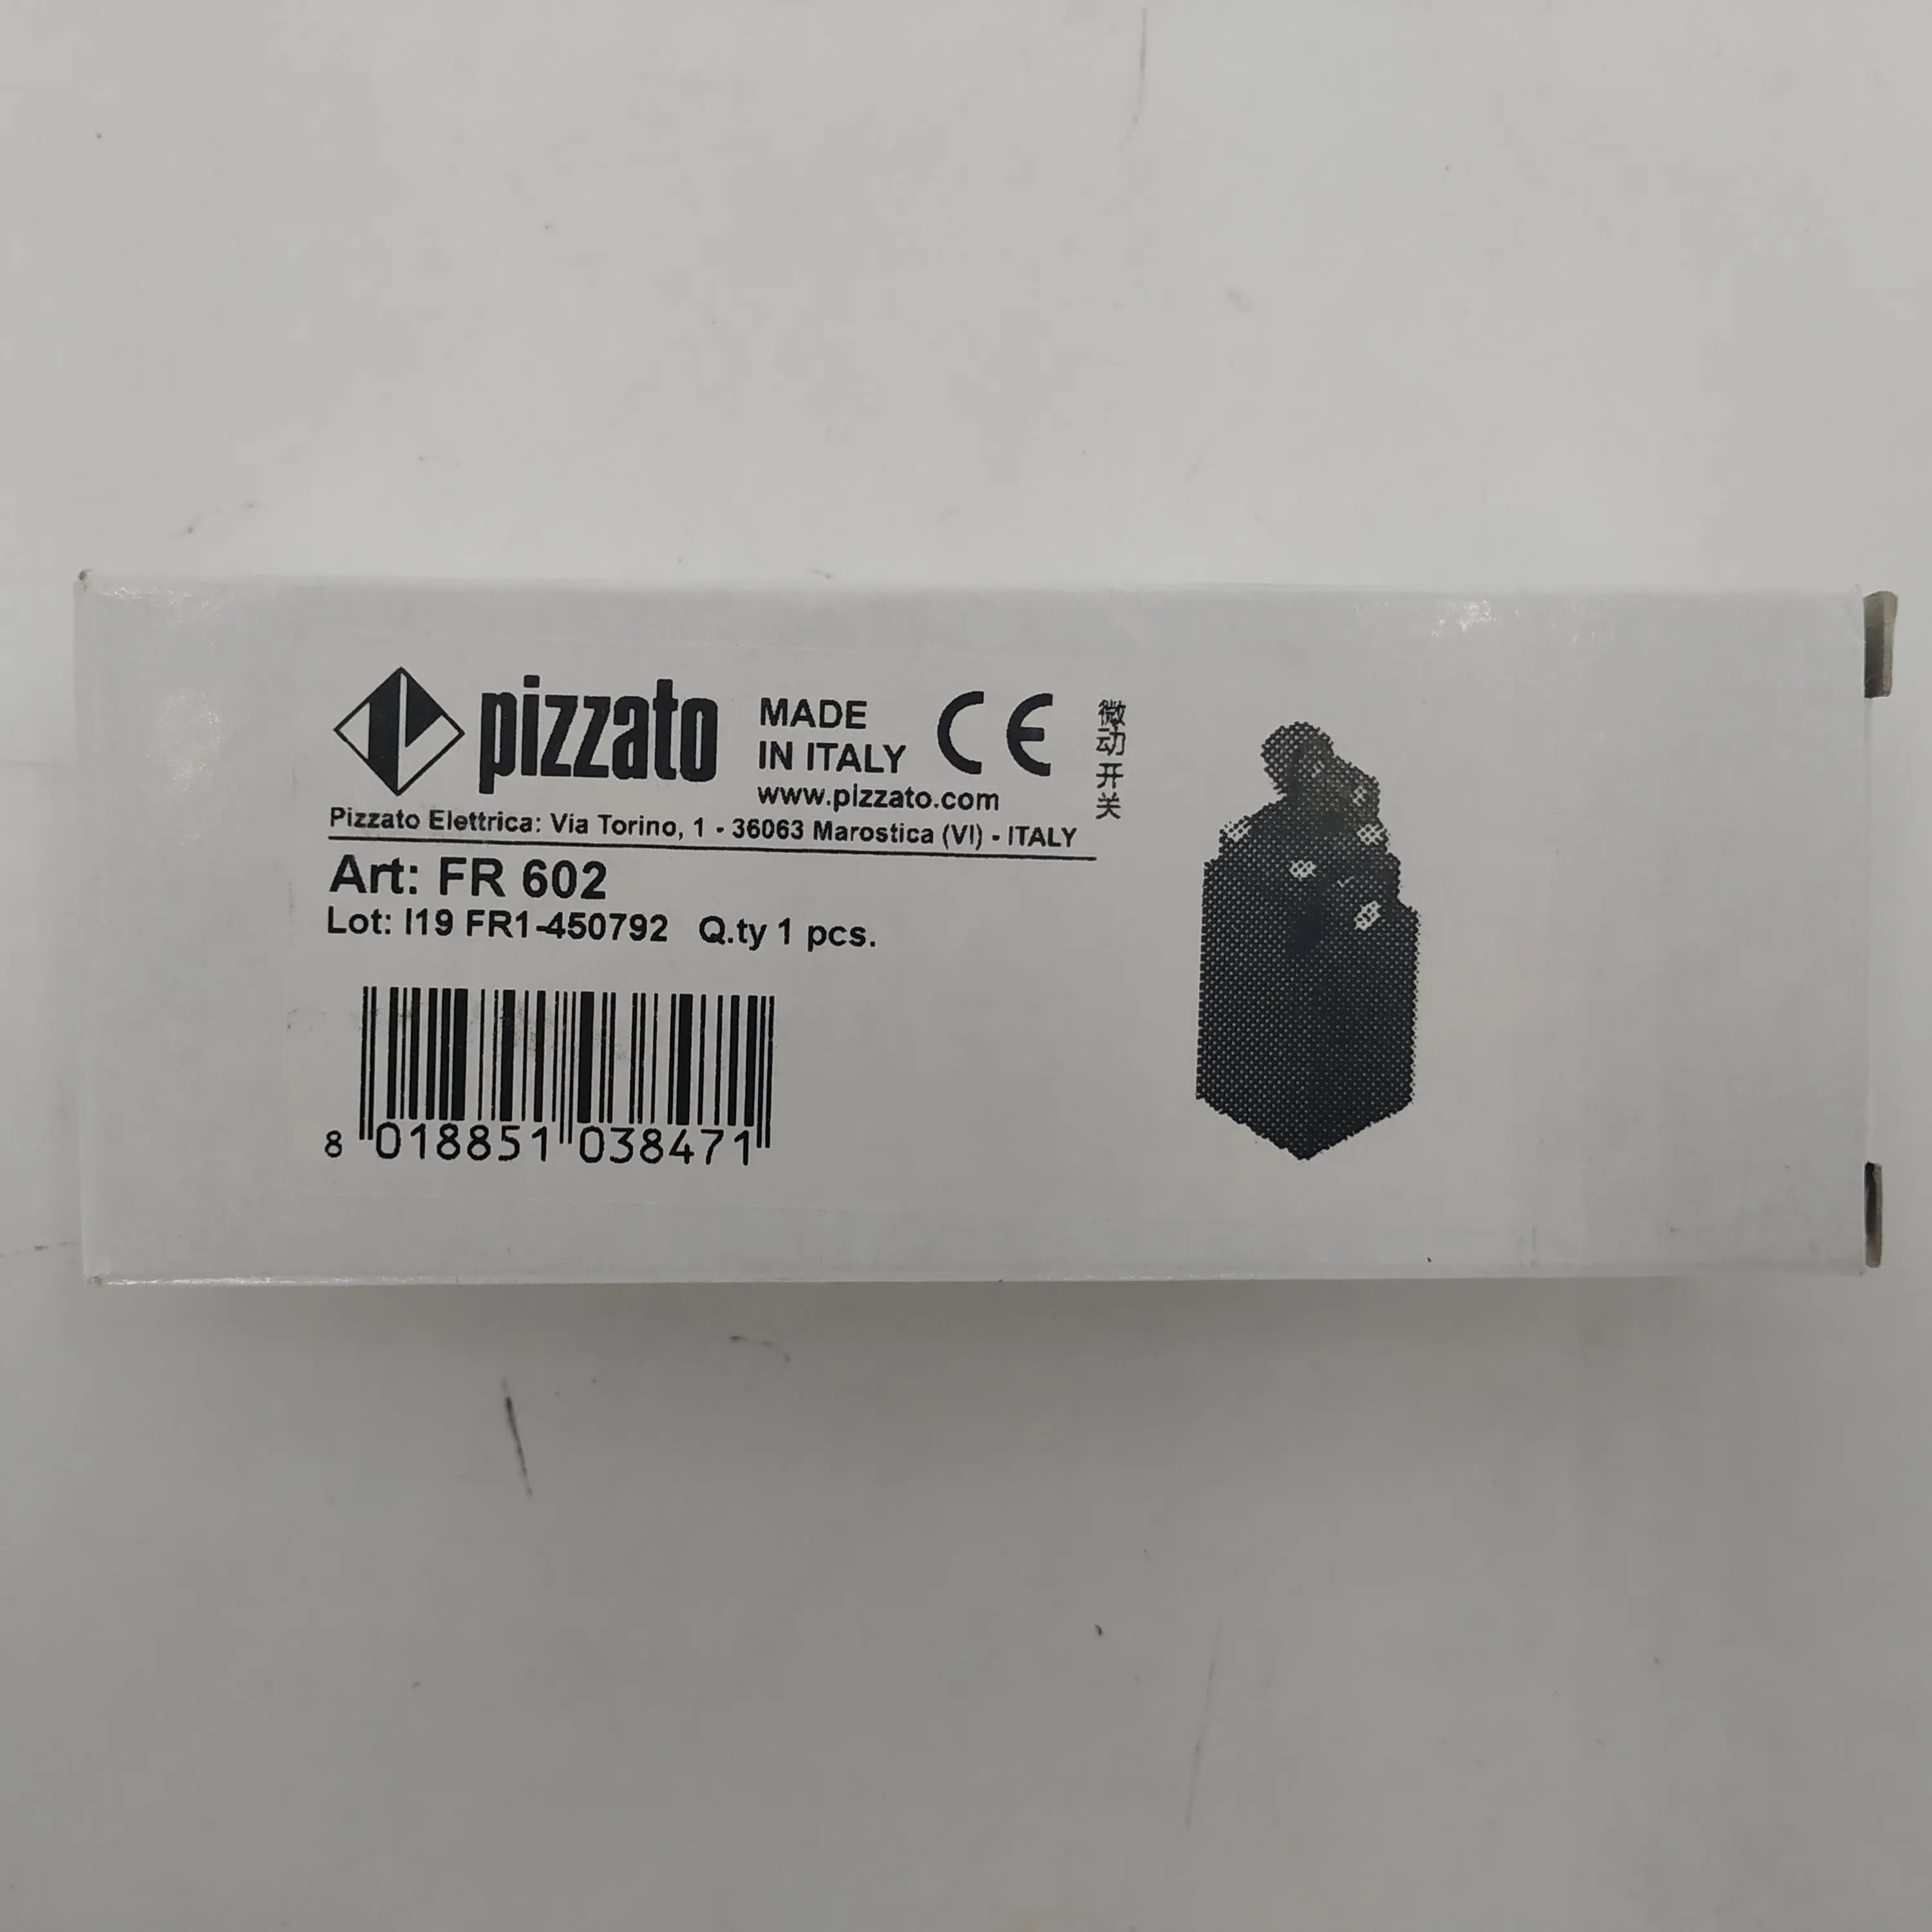 pizzato
MADE
IN ITALY
CE
www.pizzato.com
微动开关
Pizzato Elettrica: Via Torino, 1 - 36063 Marostica (VI) - ITALY
Art: FR 602
Lot: I19 FR1-450792 Q.ty 1 pcs.
8 018851 038471